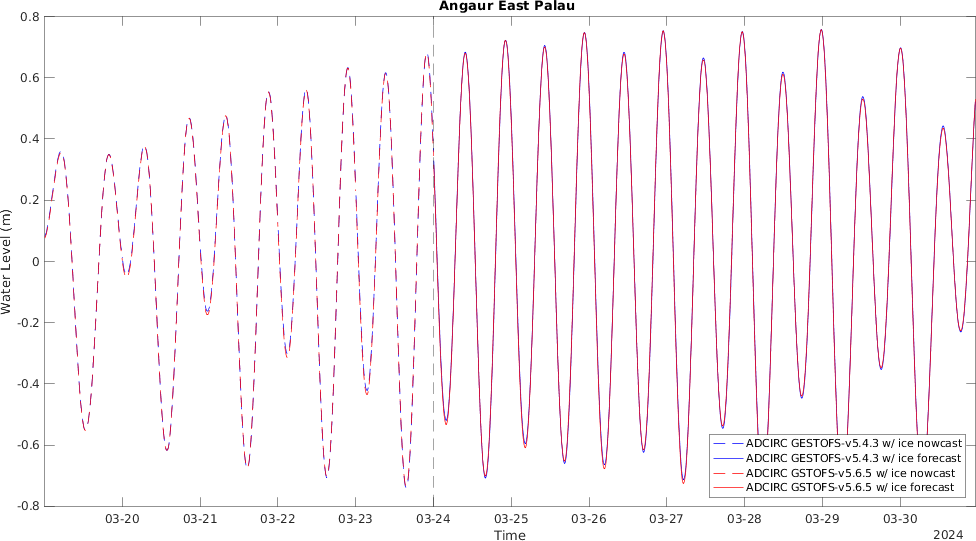 Angaur East Palau
0.8
0.6
0.4
0.2
0
-0.2
-0.4
-0.6
-0.8
Water Level (m)
ADCIRC GESTOFS-v5.4.3 w/ ice nowcast
ADCIRC GESTOFS-v5.4.3 w/ ice forecast
ADCIRC GSTOFS-v5.6.5 w/ ice nowcast
ADCIRC GSTOFS-v5.6.5 w/ ice forecast
03-20 03-21 03-22 03-23 03-24 03-25 03-26 03-27 03-28 03-29 03-30
Time
2024